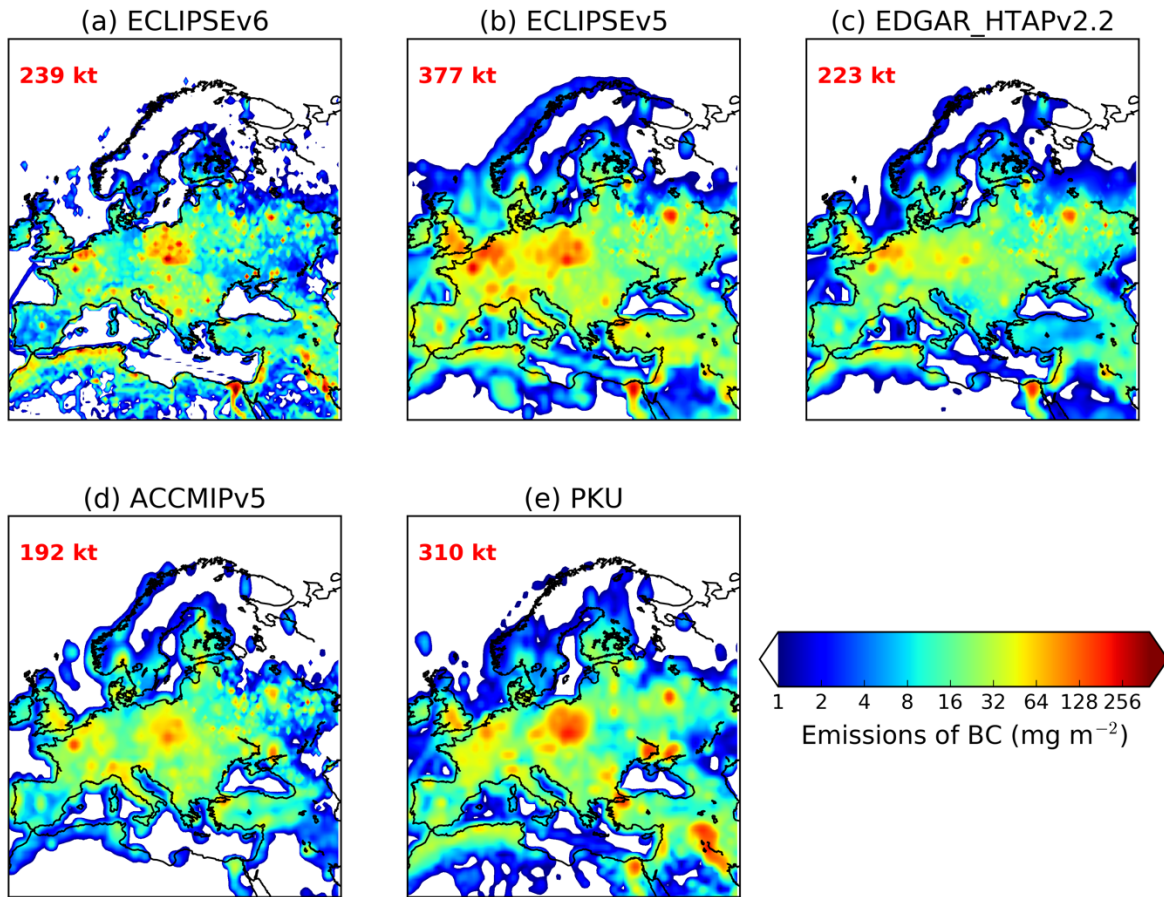 (a) ECLIPSEv6
239 kt
(b) ECLIPSEv5
377 kt
(c) EDGAR_HTAPv2.2
223 kt
(d) ACCMIPv5
192 kt
(e) PKU
310 kt
1 2 4 8 16 32 64 128 256
Emissions of BC (mg m⁻²)